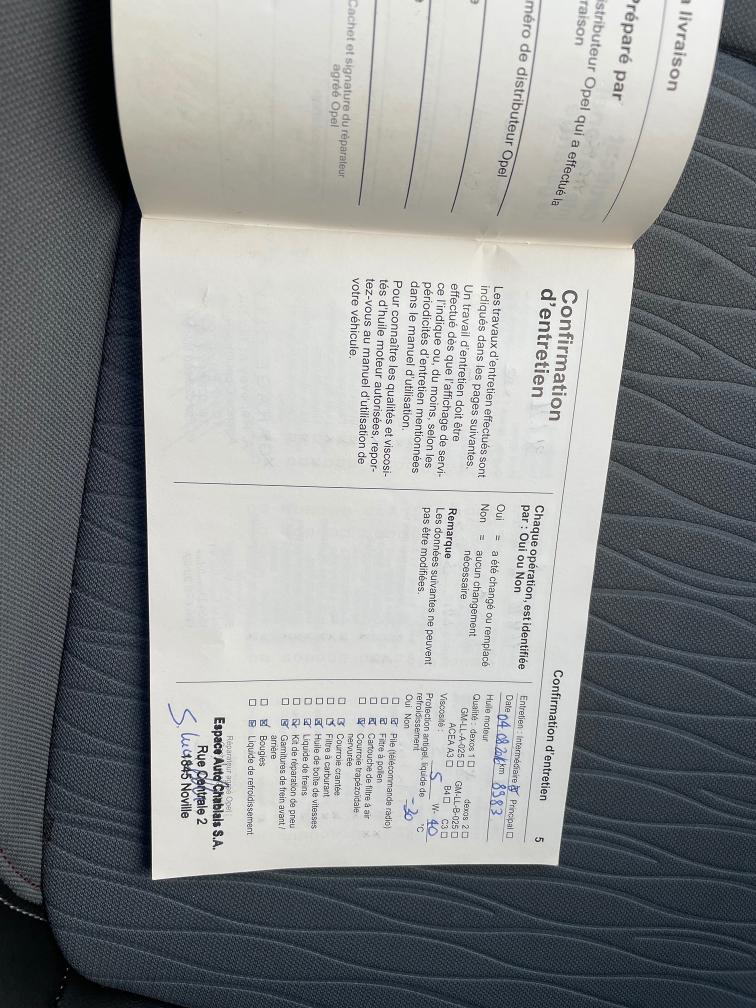 a livraison
Préparé par
Distributeur Opel qui a effectué la
raison
méro de distributeur Opel
Cachet et signature du réparateur
agréé Opel
Confirmation d'entretien
5
Confirmation
d'entretien
Les travaux d'entretien effectués sont
indiqués dans les pages suivantes.
Un travail d'entretien doit être
effectué dès que l'affichage de servi-
ce l'indique ou, du moins, selon les
périodicités d'entretien mentionnées
dans le manuel d'utilisation.
Pour connaître les qualités et viscosi-
tés d'huile moteur autorisées, repor-
tez-vous au manuel d'utilisation de
votre véhicule.
Chaque opération, est identifiée
par : Oui ou Non
Oui = a été changé ou remplacé
Non = aucun changement
nécessaire
Remarque
Les données suivantes ne peuvent
pas être modifiées.
Entretien : Intermédiaire Principal
Date 04.08 km 8983
Huile moteur
Qualité : dexos 1 dexos 2
GM-LL-A-025 GM-LL-B-025
ACEA A3 B4 C3
Viscosité : 5 W- 40
Protection antigel, liquide de
refroidissement -30 °C
Oui Non
Pile (télécommande radio)
Filtre à pollen
Cartouche de filtre à air
Courroie trapézoïdale
nervurée
Courroie crantée
Filtre à carburant
Huile de boîte de vitesses
Liquide de freins
Kit de réparation de pneu
Garnitures de frein avant /
arrière
Bougies
Liquide de refroidissement
Réparateur agréé Opel
Espace Auto Chablais S.A.
Rue Centrale 2
1845 Noville